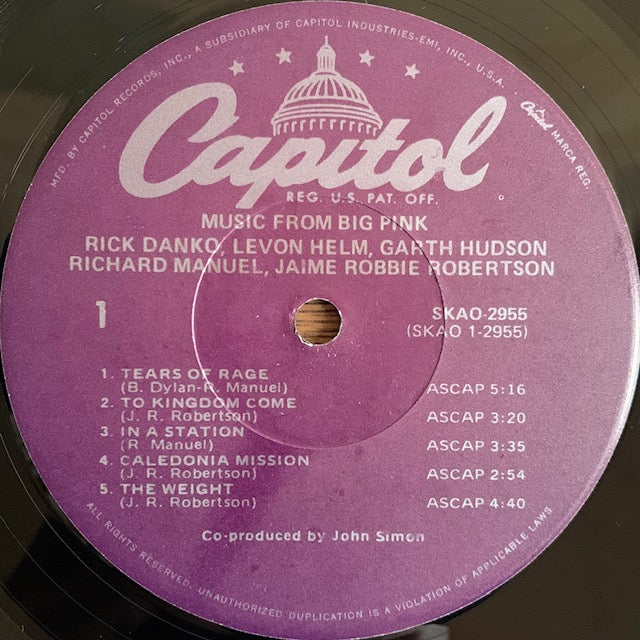 MFD. BY CAPITOL RECORDS, INC., A SUBSIDIARY OF CAPITOL INDUSTRIES-EMI, INC., U.S.A.
Capitol MARCA REG.
Capitol
REG. U.S. PAT. OFF.
MUSIC FROM BIG PINK
RICK DANKO, LEVON HELM, GARTH HUDSON
RICHARD MANUEL, JAIME ROBBIE ROBERTSON
1
SKAO-2955
(SKAO 1-2955)
1. TEARS OF RAGE
(B. Dylan-R. Manuel) ASCAP 5:16
2. TO KINGDOM COME
(J. R. Robertson) ASCAP 3:20
3. IN A STATION
(R Manuel) ASCAP 3:35
4. CALEDONIA MISSION
(J. R. Robertson) ASCAP 2:54
5. THE WEIGHT
(J. R. Robertson) ASCAP 4:40
Co-produced by John Simon
ALL RIGHTS RESERVED. UNAUTHORIZED DUPLICATION IS A VIOLATION OF APPLICABLE LAWS